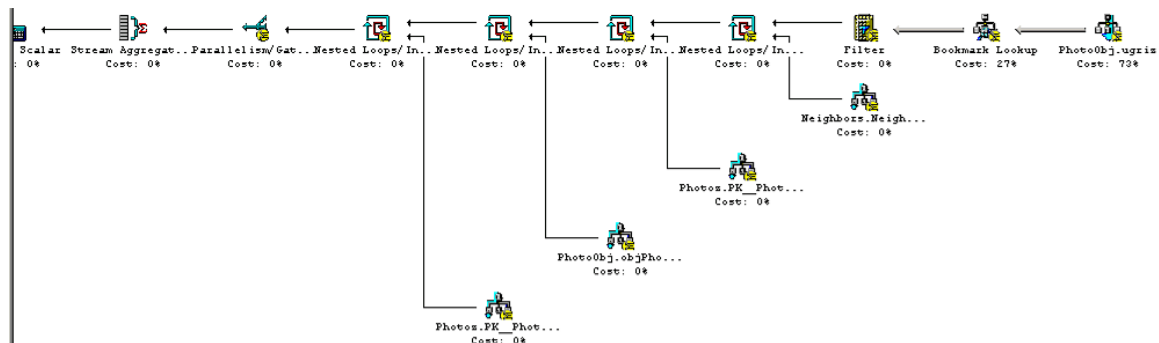 Scalar Stream Aggregat... Parallelism/Gat... Nested Loops/In... Nested Loops/In... Nested Loops/In... Nested Loops/In... Filter Bookmark Lookup PhotoObj.ugris
: 0% Cost: 0% Cost: 0% Cost: 0% Cost: 0% Cost: 0% Cost: 0% Cost: 0% Cost: 27% Cost: 73%
Neighbors.Neigh...
Cost: 0%
Photoz.PK__Phot...
Cost: 0%
PhotoObj.objPho...
Cost: 0%
Photoz.PK__Phot...
Cost: 0%